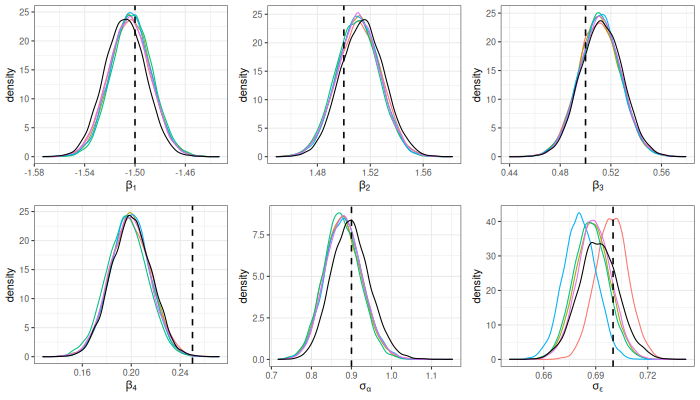 density
25
20
15
10
5
0
-1.58 -1.54 -1.50 -1.46
β1
density
25
20
15
10
5
0
1.48 1.52 1.56
β2
density
25
20
15
10
5
0
0.44 0.48 0.52 0.56
β3
density
25
20
15
10
5
0
0.16 0.20 0.24
β4
density
7.5
5.0
2.5
0.0
0.7 0.8 0.9 1.0 1.1
σα
density
40
30
20
10
0
0.66 0.69 0.72
σε